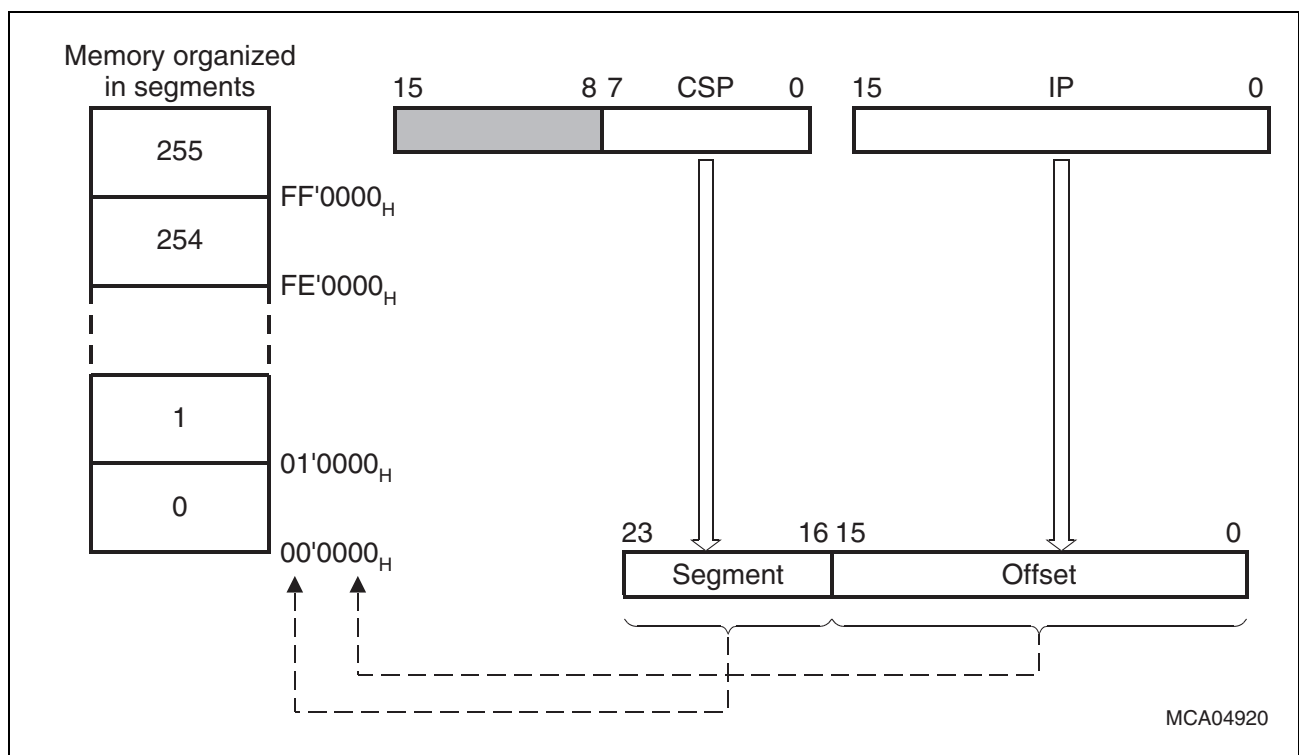 Memory organized
in segments
15 8 7 CSP 0 15 IP 0
255
FF'0000H
254
FE'0000H
1
01'0000H
0
00'0000H
23 16 15 0
Segment Offset
MCA04920